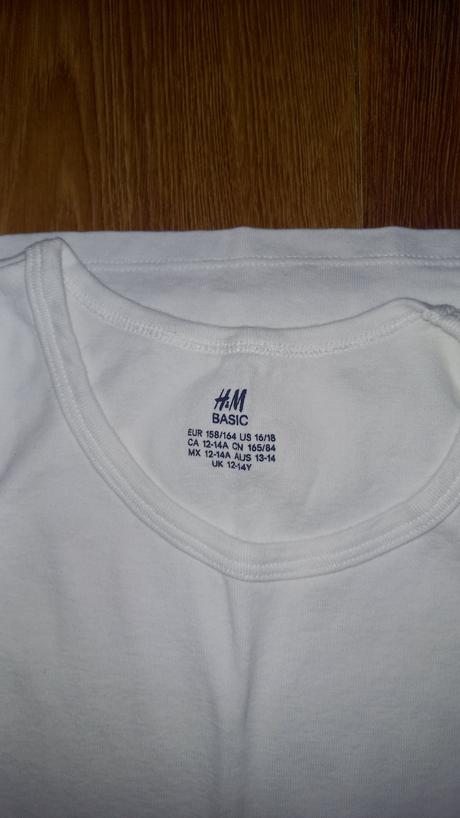 H&M
BASIC
EUR 158/164 US 16/18
CA 12-14A CN 165/84
MX 12-14A AUS 13-14
UK 12-14Y